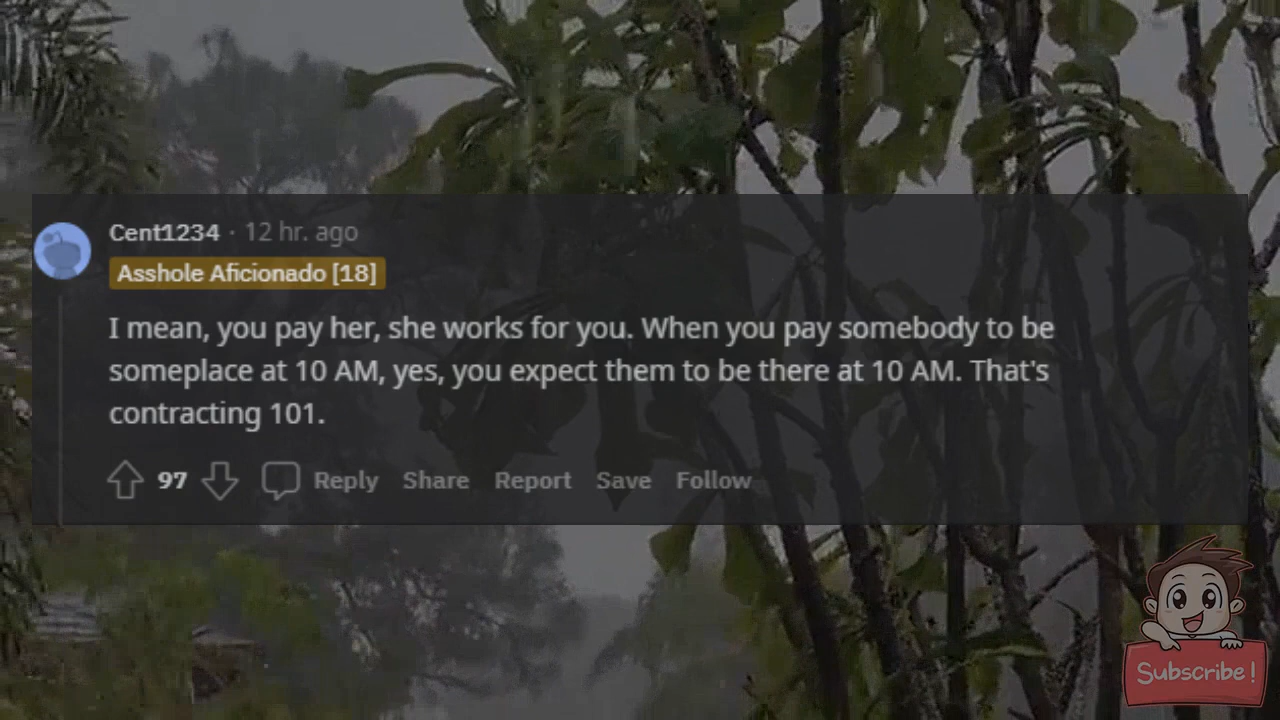 Cent1234 · 12 hr. ago
Asshole Aficionado [18]
I mean, you pay her, she works for you. When you pay somebody to be
someplace at 10 AM, yes, you expect them to be there at 10 AM. That's
contracting 101.
97 Reply Share Report Save Follow
Subscribe!